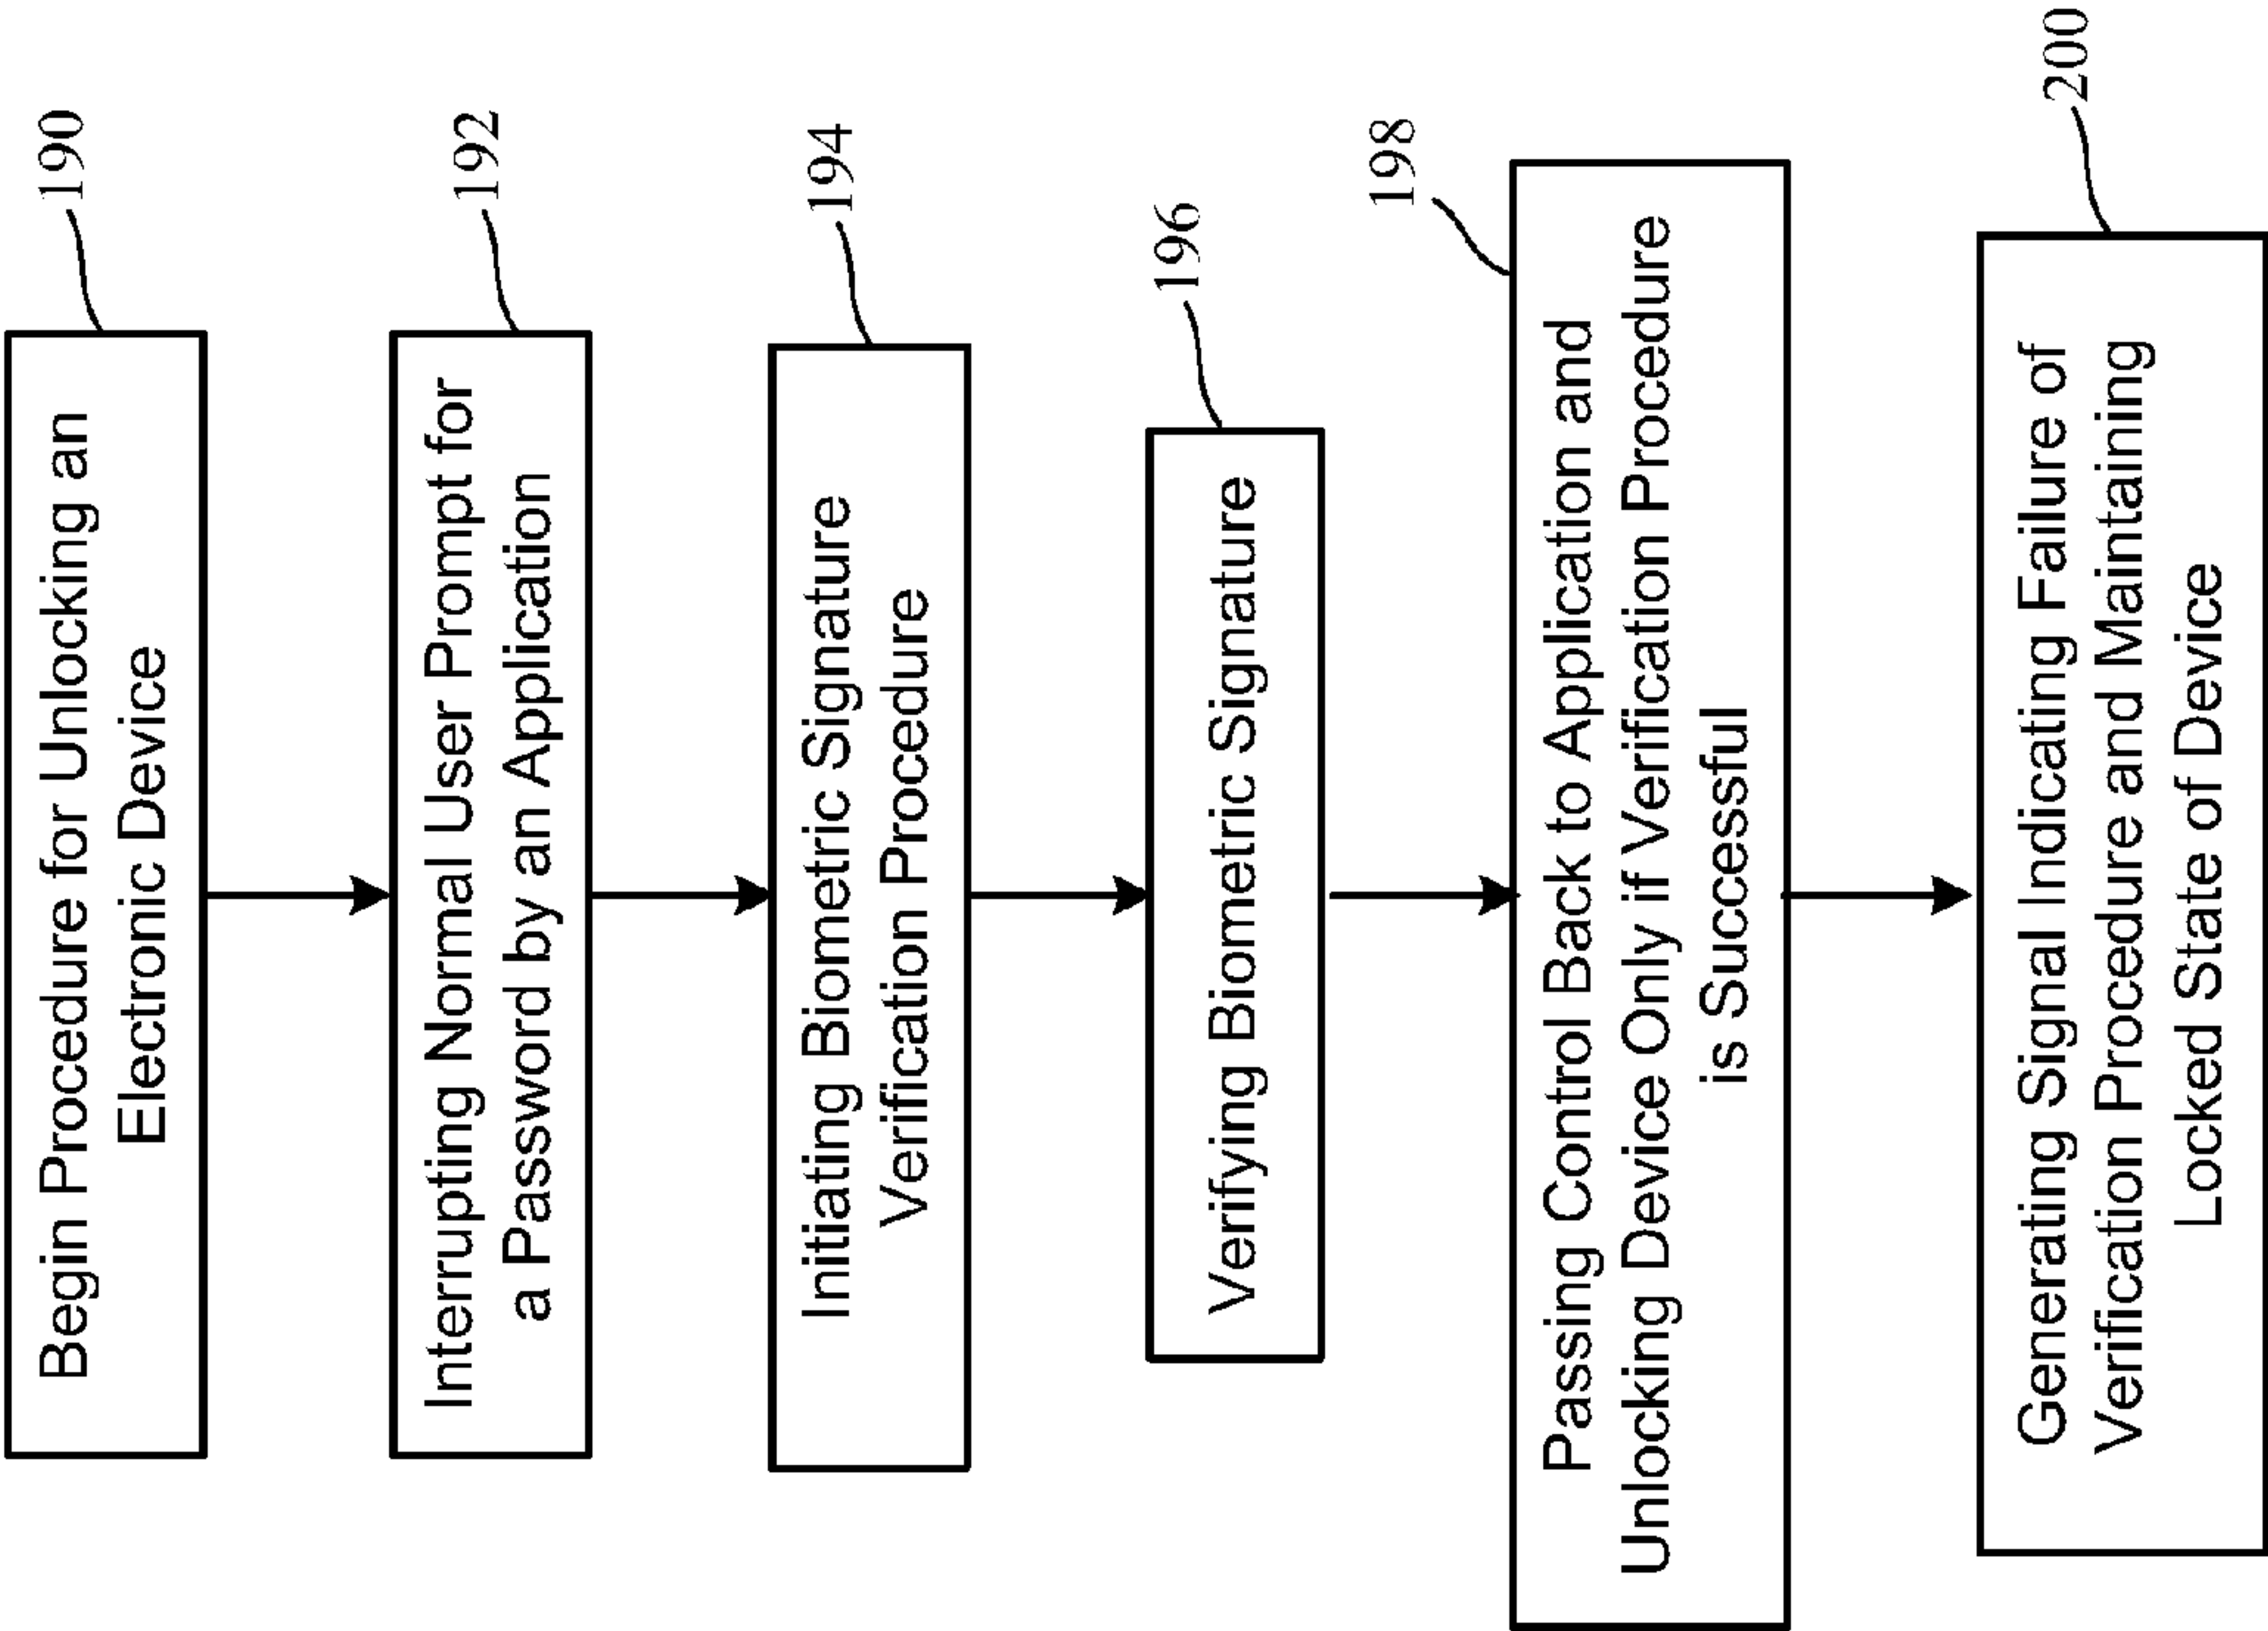 Begin Procedure for Unlocking an
Electronic Device
190
Interrupting Normal User Prompt for
a Password by an Application
192
Initiating Biometric Signature
Verification Procedure
194
Verifying Biometric Signature
196
Passing Control Back to Application and
Unlocking Device Only if Verification Procedure
is Successful
198
Generating Signal Indicating Failure of
Verification Procedure and Maintaining
Locked State of Device
200